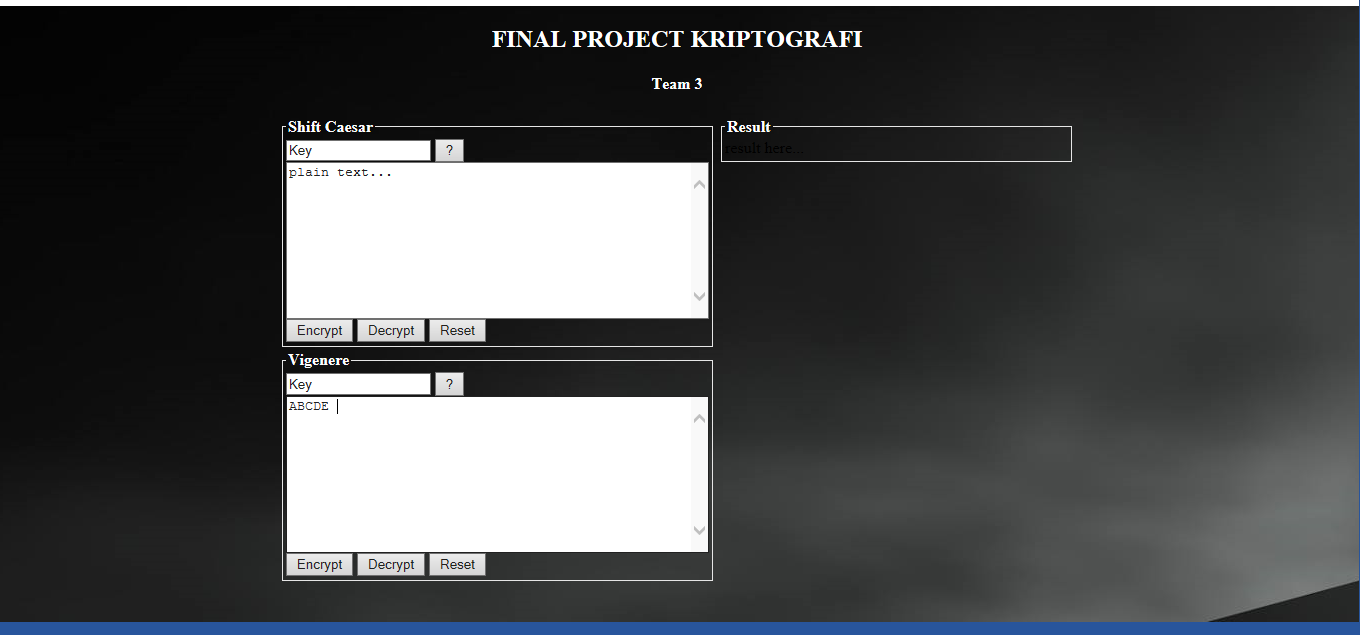 FINAL PROJECT KRIPTOGRAFI
Team 3
Shift Caesar
Key ?
plain text...
Encrypt Decrypt Reset
Vigenere
Key ?
ABCDE
Encrypt Decrypt Reset
Result
result here...